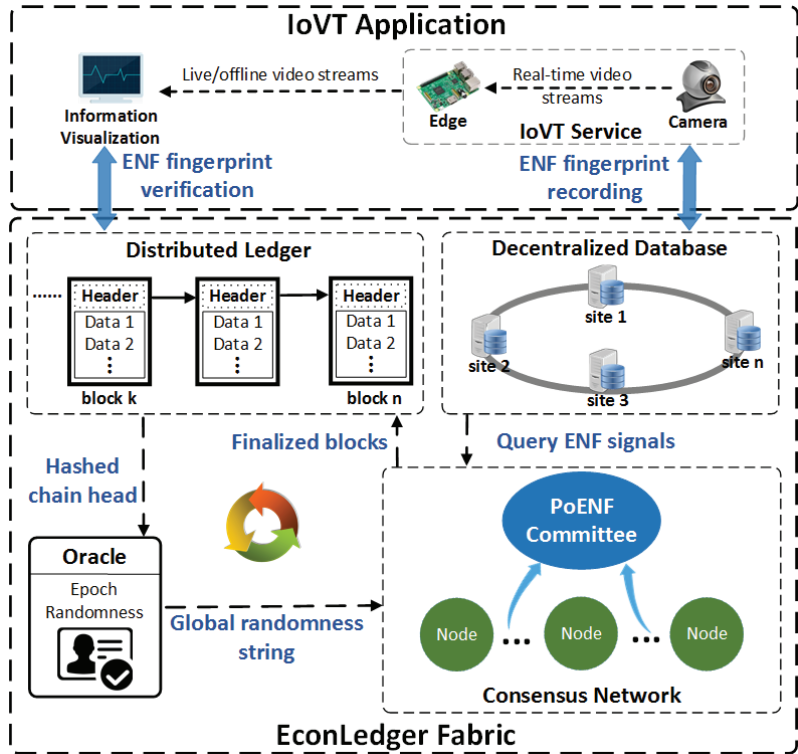 IoVT Application
Live/offline video streams
Real-time video
streams
Information
Visualization
Edge
Camera
IoVT Service
ENF fingerprint
verification
ENF fingerprint
recording
Distributed Ledger
Decentralized Database
......
Header
Header
Header
Data 1
Data 2
Data 1
Data 2
Data 1
Data 2
block k
block n
site 1
site 2
site n
site 3
Hashed
chain head
Finalized blocks
Query ENF signals
Oracle
Epoch
Randomness
Global randomness
string
PoENF
Committee
Node
...
Node
...
Node
Consensus Network
EconLedger Fabric